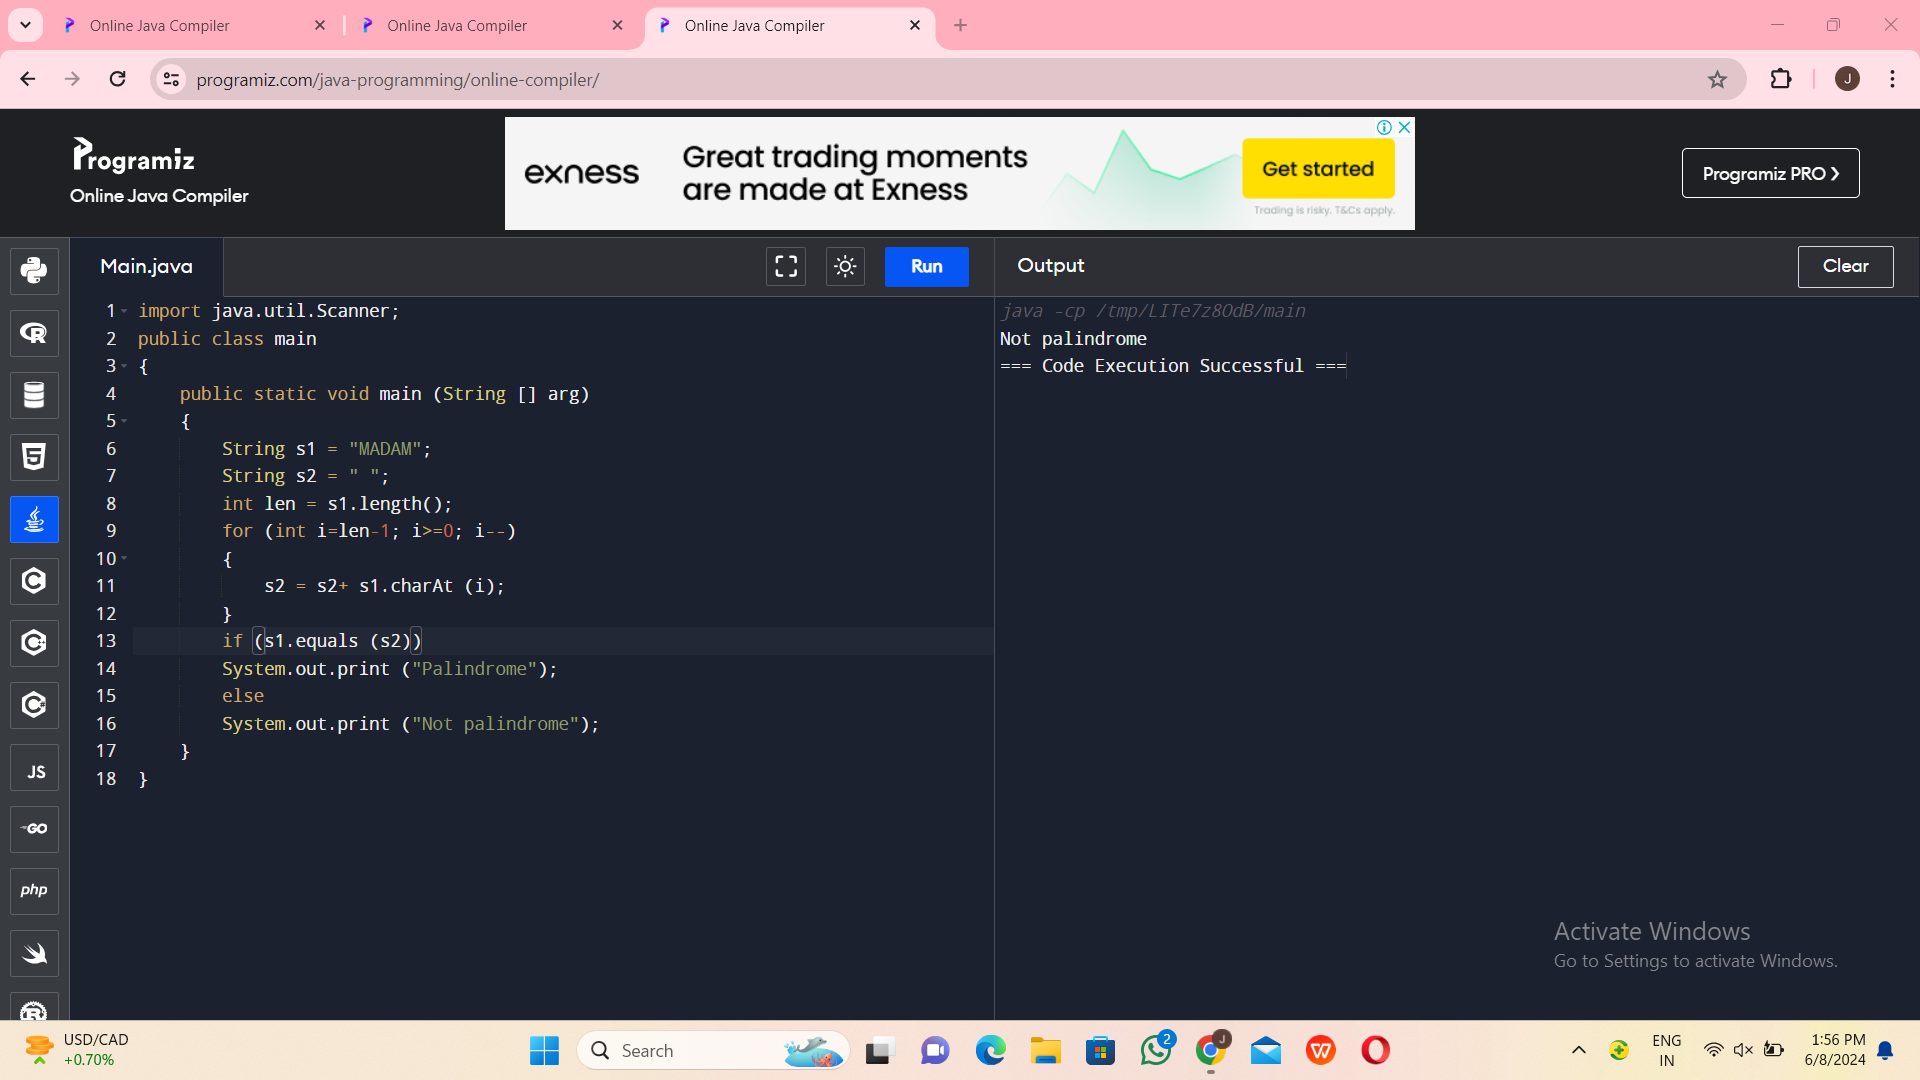 Online Java Compiler
Online Java Compiler
Online Java Compiler
programiz.com/java-programming/online-compiler/
J
Programiz
Online Java Compiler
exness
Great trading moments
are made at Exness
Get started
Trading is risky. T&Cs apply.
Programiz PRO
Main.java
Run
Output
Clear
1 import java.util.Scanner;
2 public class main
3 {
4     public static void main (String [] arg)
5     {
6         String s1 = "MADAM";
7         String s2 = " ";
8         int len = s1.length();
9         for (int i=len-1; i>=0; i--)
10         {
11             s2 = s2+ s1.charAt (i);
12         }
13         if (s1.equals (s2))
14         System.out.print ("Palindrome");
15         else
16         System.out.print ("Not palindrome");
17     }
18 }
java -cp /tmp/LITe7z8OdB/main
Not palindrome
=== Code Execution Successful ===
R
5
C
C
C
JS
GO
php
R
Activate Windows
Go to Settings to activate Windows.
USD/CAD
+0.70%
Search
2
J
W
ENG
IN
1:56 PM
6/8/2024